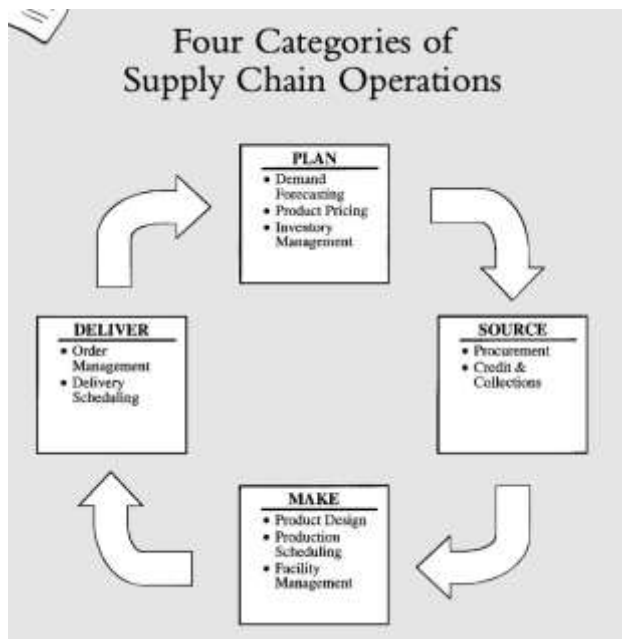 Four Categories of
Supply Chain Operations
PLAN
• Demand
Forecasting
• Product Pricing
• Inventory
Management
DELIVER
• Order
Management
• Delivery
Scheduling
SOURCE
• Procurement
• Credit &
Collections
MAKE
• Product Design
• Production
Scheduling
• Facility
Management